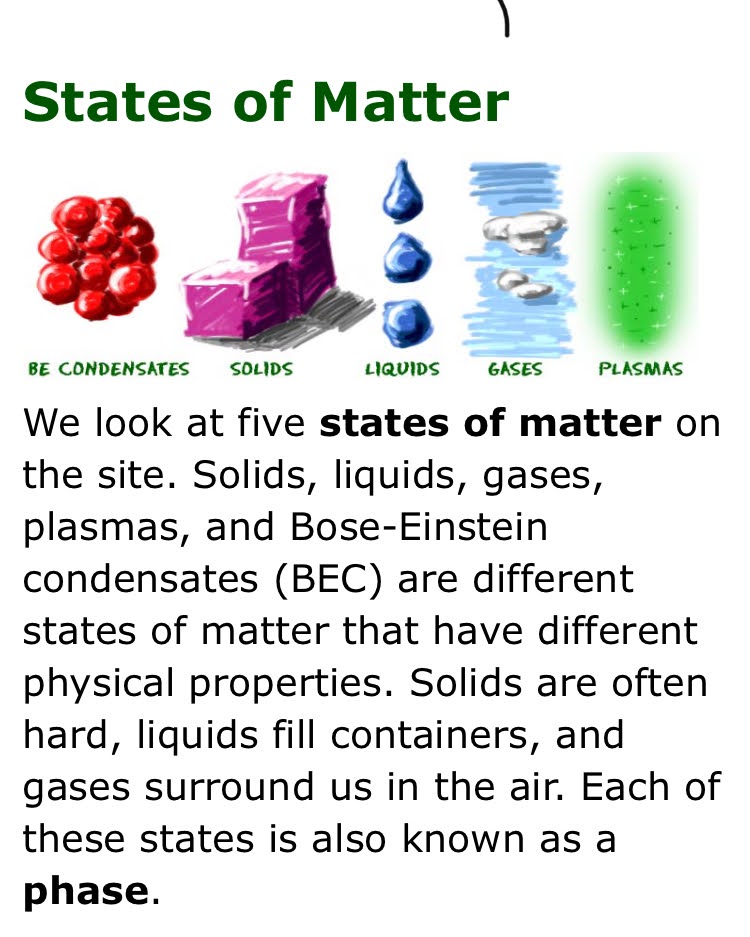 States of Matter
BE CONDENSATES SOLIDS LIQUIDS GASES PLASMAS
We look at five states of matter on
the site. Solids, liquids, gases,
plasmas, and Bose-Einstein
condensates (BEC) are different
states of matter that have different
physical properties. Solids are often
hard, liquids fill containers, and
gases surround us in the air. Each of
these states is also known as a
phase.